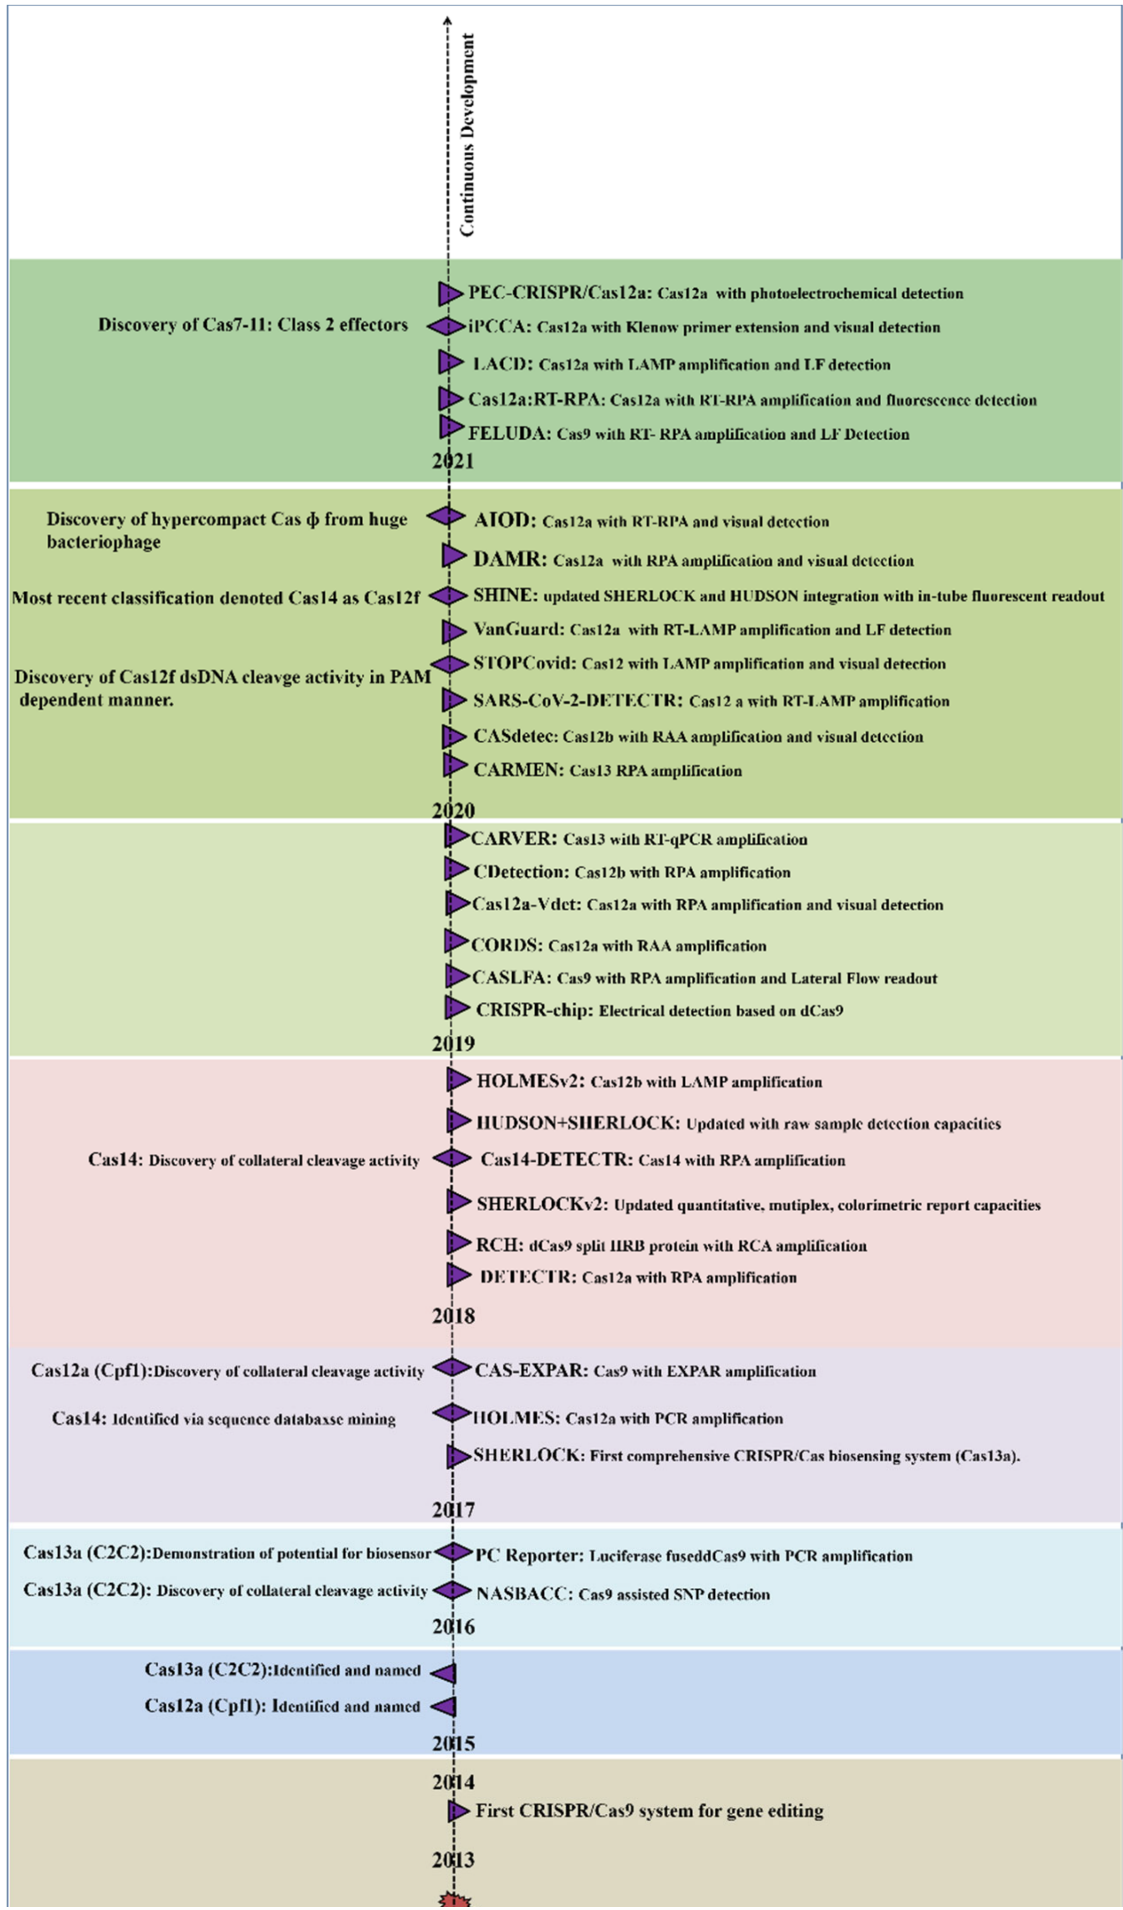 Continuous Development
PEC-CRISPR/Cas12a: Cas12a with photoelectrochemical detection
Discovery of Cas7-11: Class 2 effectors
iPCCA: Cas12a with Klenow primer extension and visual detection
LACD: Cas12a with LAMP amplification and LF detection
Cas12a:RT-RPA: Cas12a with RT-RPA amplification and fluorescence detection
FELUDA: Cas9 with RT- RPA amplification and LF Detection
2021
Discovery of hypercompact Cas ϕ from huge
bacteriophage
AIOD: Cas12a with RT-RPA and visual detection
DAMR: Cas12a with RPA amplification and visual detection
Most recent classification denoted Cas14 as Cas12f
SHINE: updated SHERLOCK and HUDSON integration with in-tube fluorescent readout
VanGuard: Cas12a with RT-LAMP amplification and LF detection
Discovery of Cas12f dsDNA cleavge activity in PAM
dependent manner.
STOPCovid: Cas12 with LAMP amplification and visual detection
SARS-CoV-2-DETECTR: Cas12 a with RT-LAMP amplification
CASdetec: Cas12b with RAA amplification and visual detection
CARMEN: Cas13 RPA amplification
2020
CARVER: Cas13 with RT-qPCR amplification
CDetection: Cas12b with RPA amplification
Cas12a-Vdet: Cas12a with RPA amplification and visual detection
CORDS: Cas12a with RAA amplification
CASLFA: Cas9 with RPA amplification and Lateral Flow readout
CRISPR-chip: Electrical detection based on dCas9
2019
HOLMESv2: Cas12b with LAMP amplification
HUDSON+SHERLOCK: Updated with raw sample detection capacities
Cas14: Discovery of collateral cleavage activity
Cas14-DETECTR: Cas14 with RPA amplification
SHERLOCKv2: Updated quantitative, mutiplex, colorimetric report capacities
RCH: dCas9 split HRB protein with RCA amplification
DETECTR: Cas12a with RPA amplification
2018
Cas12a (Cpf1):Discovery of collateral cleavage activity
CAS-EXPAR: Cas9 with EXPAR amplification
Cas14: Identified via sequence databaxse mining
HOLMES: Cas12a with PCR amplification
SHERLOCK: First comprehensive CRISPR/Cas biosensing system (Cas13a).
2017
Cas13a (C2C2):Demonstration of potential for biosensor
PC Reporter: Luciferase fuseddCas9 with PCR amplification
Cas13a (C2C2): Discovery of collateral cleavage activity
NASBACC: Cas9 assisted SNP detection
2016
Cas13a (C2C2):Identified and named
Cas12a (Cpf1): Identified and named
2015
2014
First CRISPR/Cas9 system for gene editing
2013